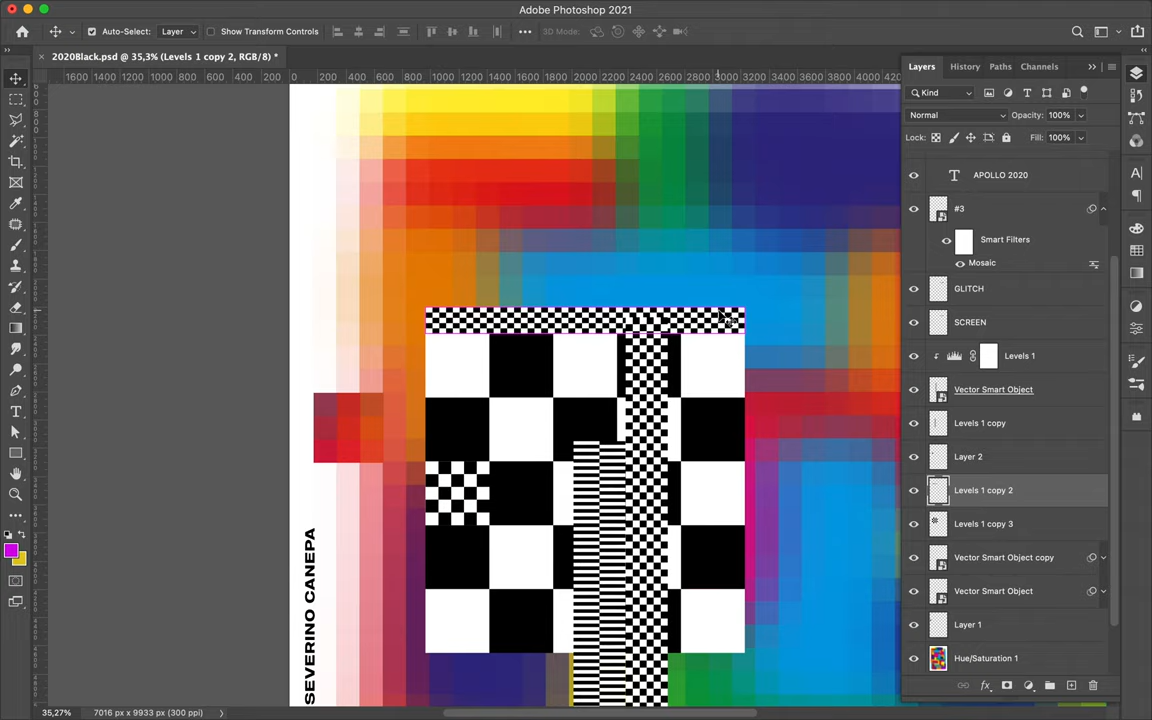 Adobe Photoshop 2021
Auto-Select:
Layer
Show Transform Controls
3D Mode:
2020Black.psd @ 35,3% (Levels 1 copy 2, RGB/8) *
1600 1400 1200 1000 800 600 400 200 0 200 400 600 800 1000 1200 1400 1600 1800 2000 2200 2400 2600 2800 3000 3200 3400 3600 3800 4000 4200
Layers
History
Paths
Channels
Kind
Normal
Opacity: 100%
Lock:
Fill: 100%
APOLLO 2020
#3
Smart Filters
Mosaic
GLITCH
SCREEN
Levels 1
Vector Smart Object
Levels 1 copy
Layer 2
Levels 1 copy 2
Levels 1 copy 3
Vector Smart Object copy
Vector Smart Object
Layer 1
Hue/Saturation 1
SEVERINO CANEPA
35,27%
7016 px x 9933 px (300 ppi)